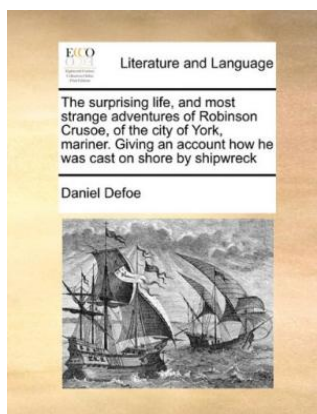 ECCO
Literature and Language
The surprising life, and most
strange adventures of Robinson
Crusoe, of the city of York,
mariner. Giving an account how he
was cast on shore by shipwreck
Daniel Defoe